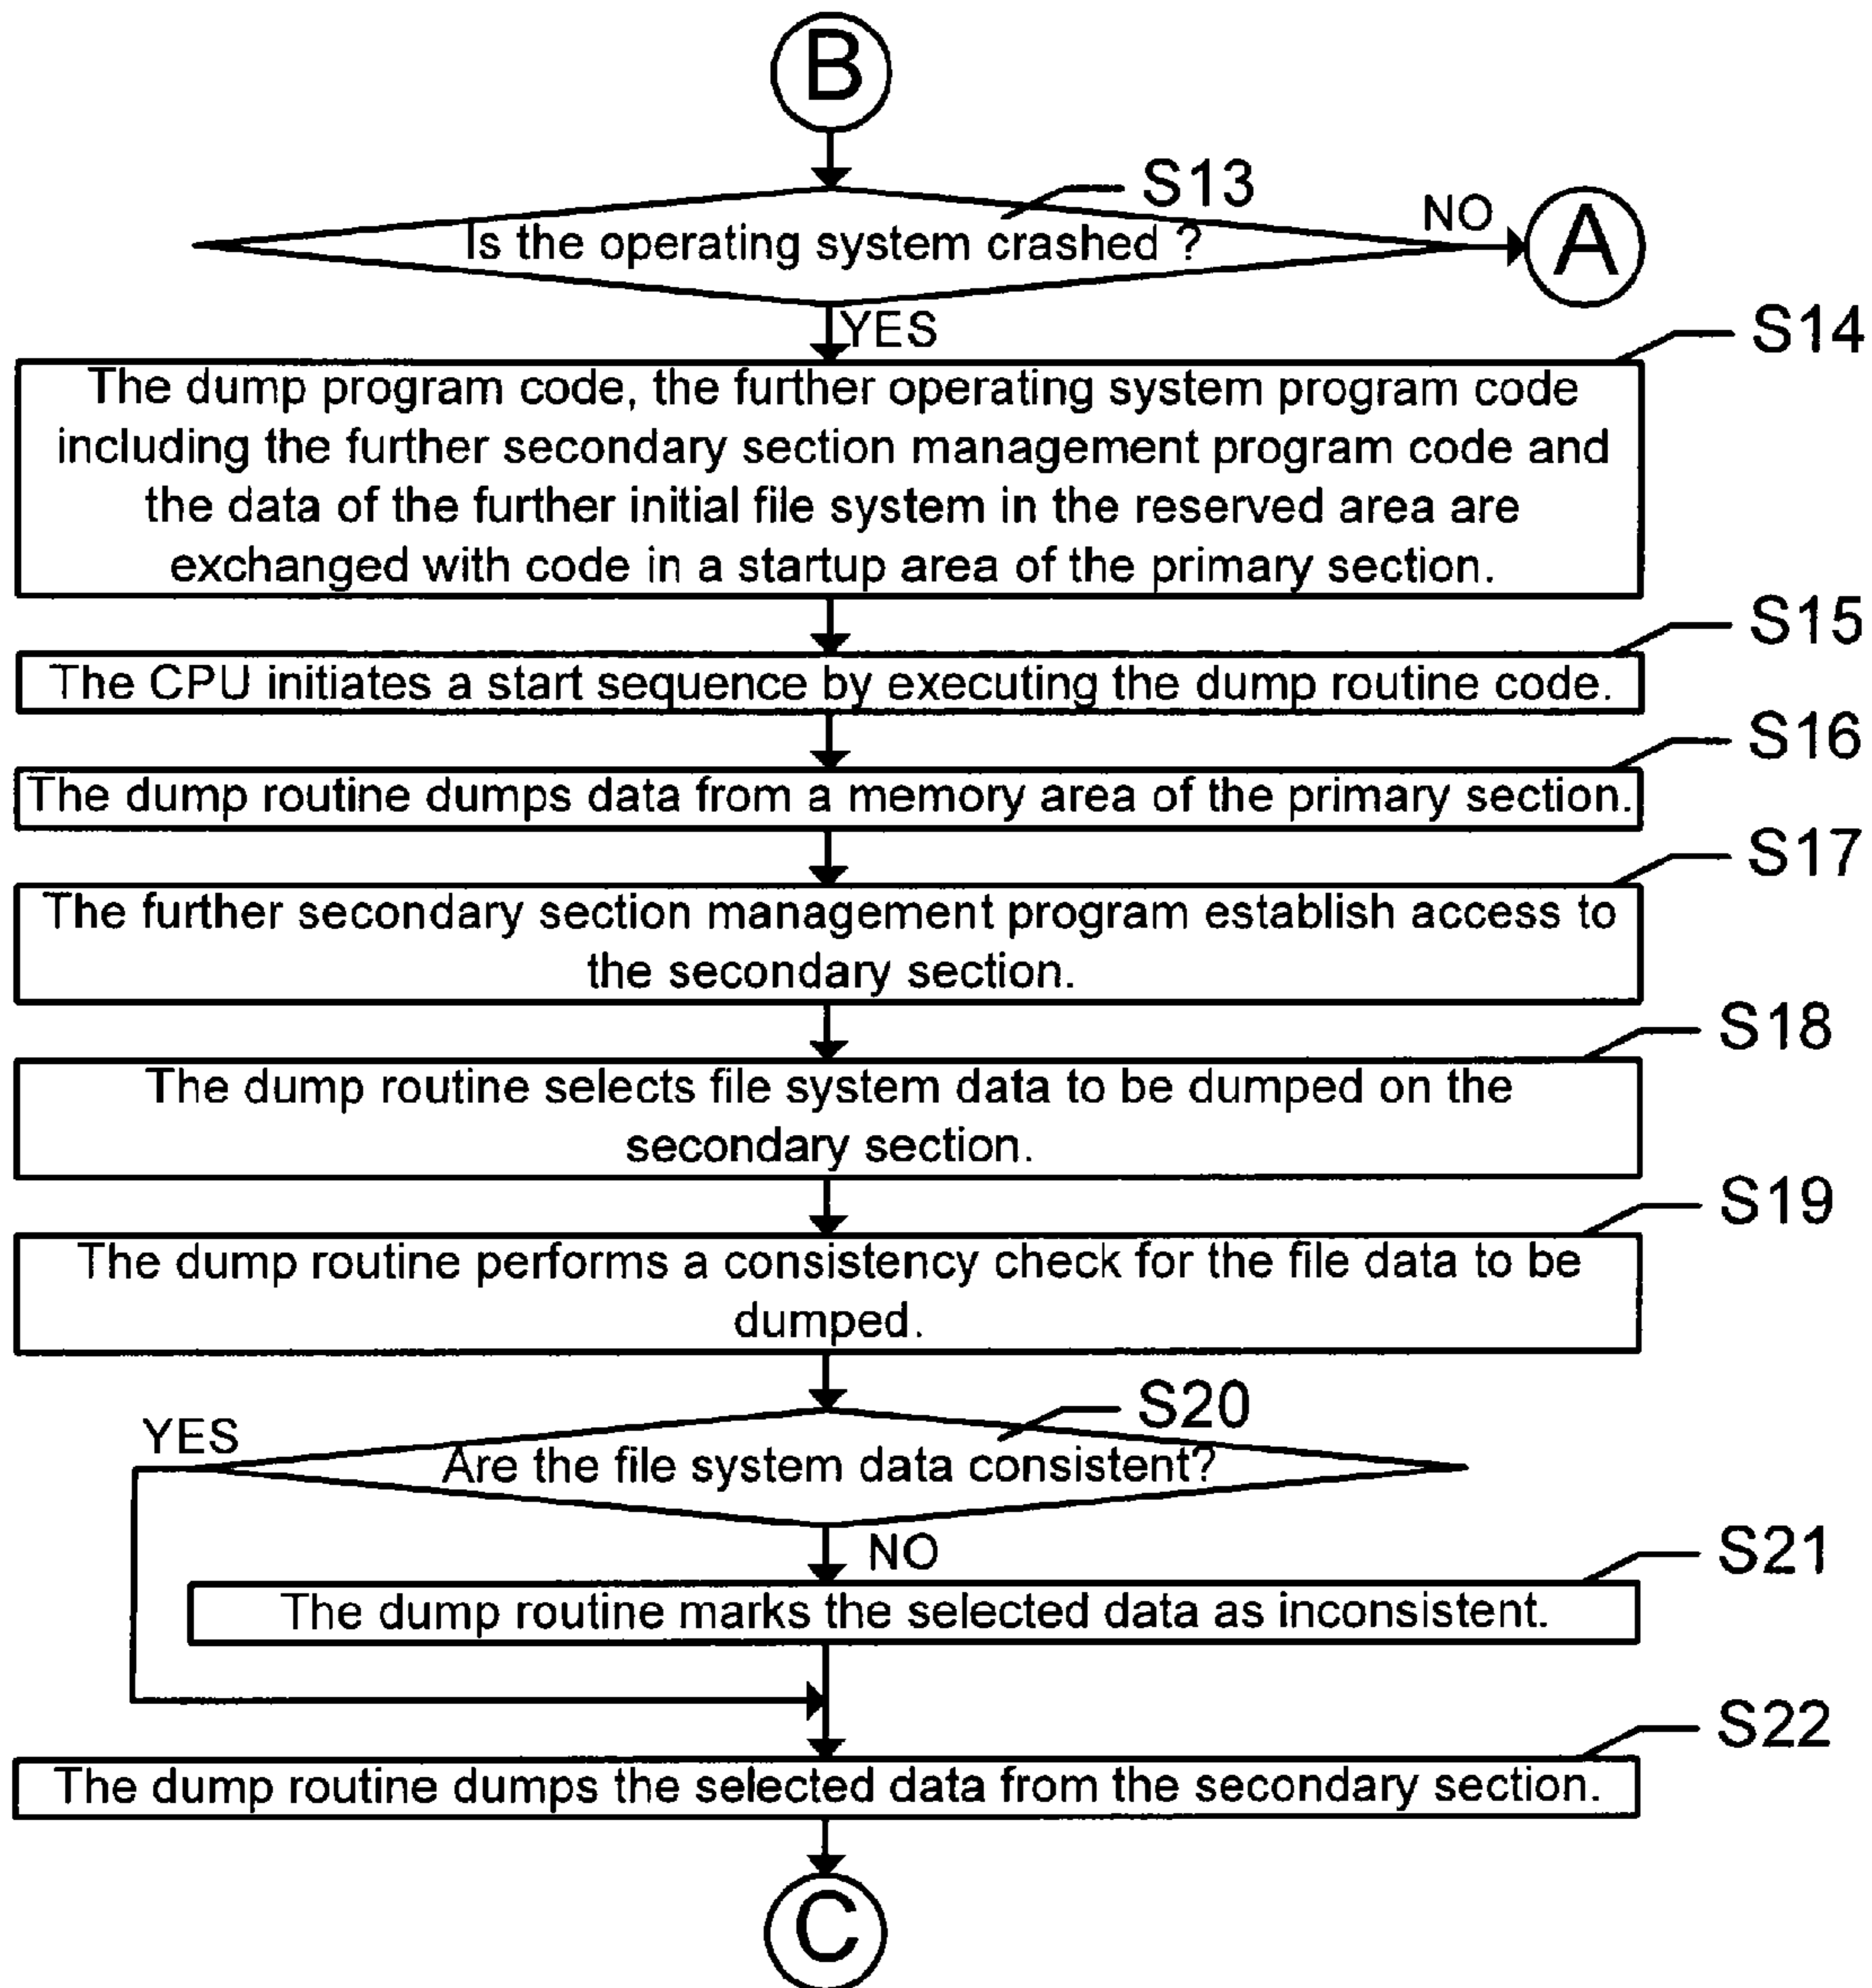 B
S13
Is the operating system crashed ?
NO
A
YES
S14
The dump program code, the further operating system program code
including the further secondary section management program code and
the data of the further initial file system in the reserved area are
exchanged with code in a startup area of the primary section.
S15
The CPU initiates a start sequence by executing the dump routine code.
S16
The dump routine dumps data from a memory area of the primary section.
S17
The further secondary section management program establish access to
the secondary section.
S18
The dump routine selects file system data to be dumped on the
secondary section.
S19
The dump routine performs a consistency check for the file data to be
dumped.
S20
YES
Are the file system data consistent?
NO
S21
The dump routine marks the selected data as inconsistent.
S22
The dump routine dumps the selected data from the secondary section.
C